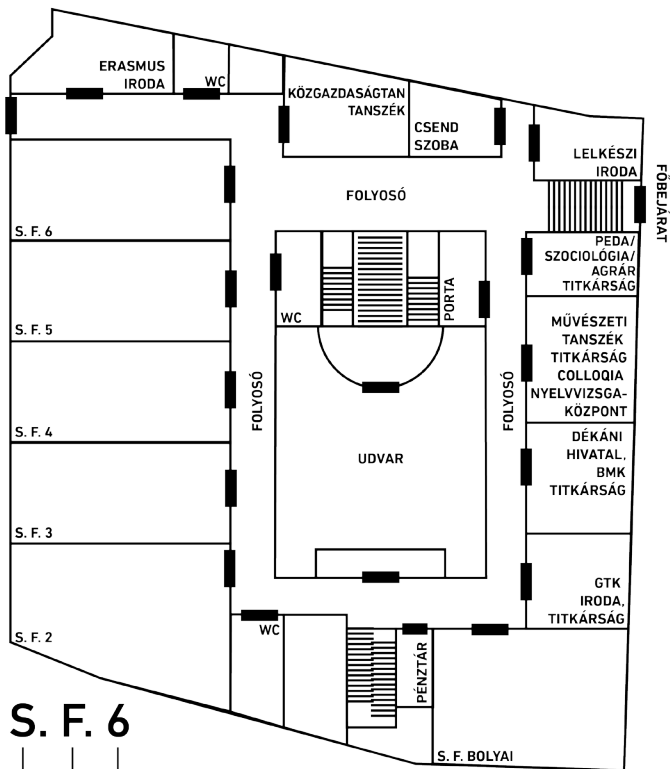 ERASMUS
IRODA
WC
KÖZGAZDASÁGTAN
TANSZÉK
CSEND
SZOBA
LELKÉSZI
IRODA
FŐBEJÁRAT
FOLYOSÓ
S. F. 6
PEDA/
SZOCIOLÓGIA/
AGRÁR
TITKÁRSÁG
WC
PORTA
S. F. 5
MŰVÉSZETI
TANSZÉK
TITKÁRSÁG
COLLOQIA
NYELVVIZSGA-
KÖZPONT
FOLYOSÓ
FOLYOSÓ
S. F. 4
UDVAR
DÉKÁNI
HIVATAL,
BMK
TITKÁRSÁG
S. F. 3
GTK
IRODA,
TITKÁRSÁG
S. F. 2
WC
PÉNZTÁR
S. F. BOLYAI
S. F. 6